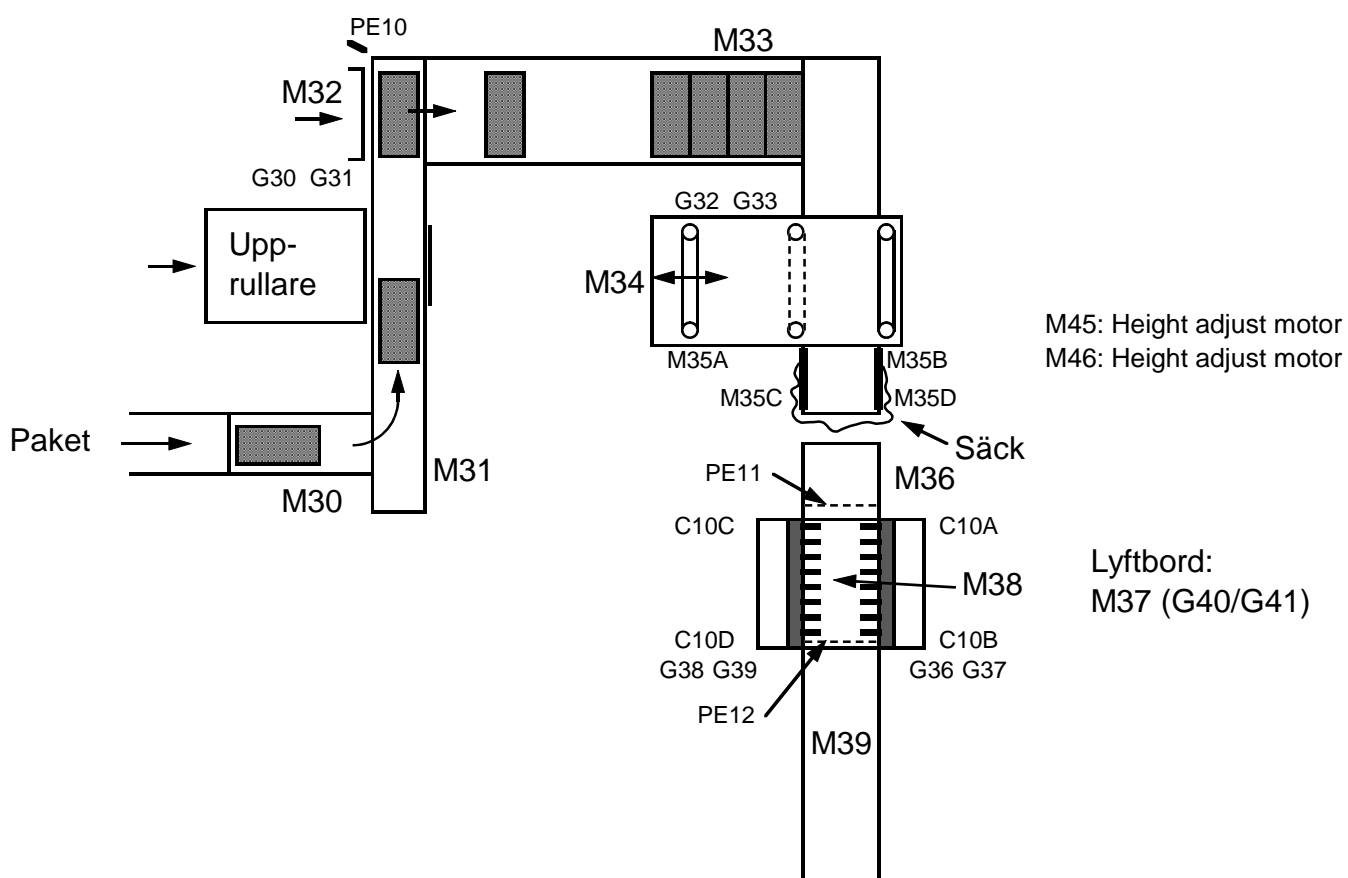 PE10
M33
M32
G30 G31
G32 G33
Upp-
rullare
M34
M45: Height adjust motor
M46: Height adjust motor
M35A
M35B
M35C
M35D
Paket
Säck
M31
M36
PE11
M30
C10C
C10A
Lyftbord:
M37 (G40/G41)
M38
C10D
C10B
G38 G39
G36 G37
PE12
M39